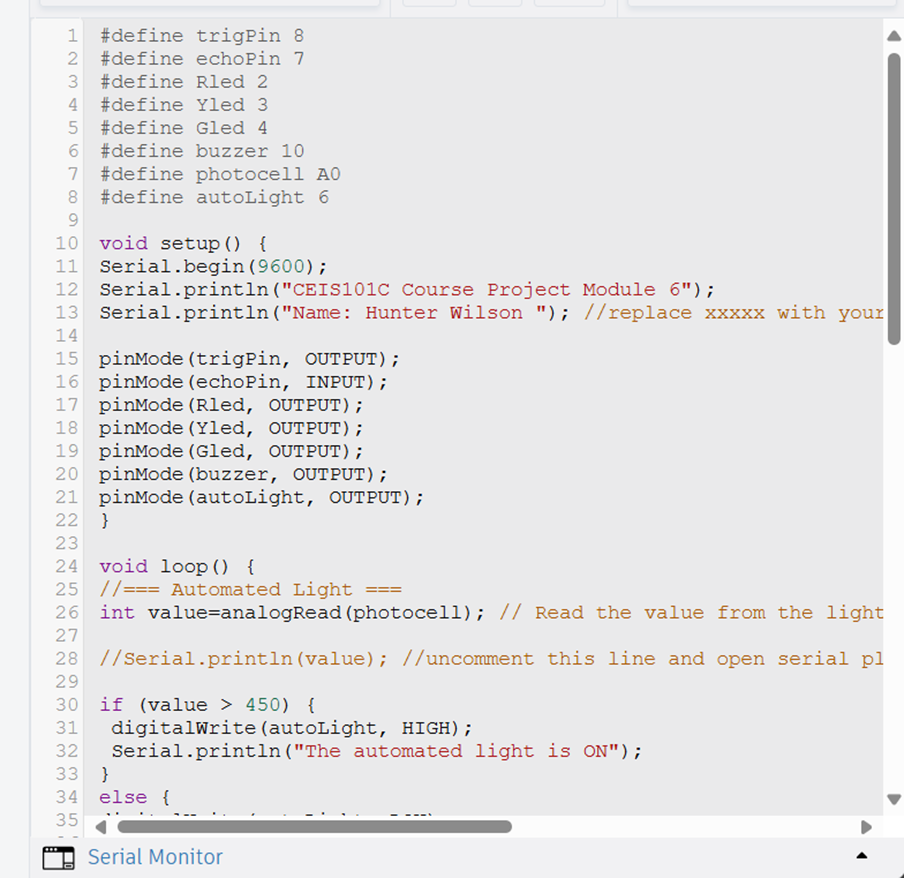 1 #define trigPin 8
2 #define echoPin 7
3 #define Rled 2
4 #define Yled 3
5 #define Gled 4
6 #define buzzer 10
7 #define photocell A0
8 #define autoLight 6
9
10 void setup() {
11 Serial.begin(9600);
12 Serial.println("CEIS101C Course Project Module 6");
13 Serial.println("Name: Hunter Wilson "); //replace xxxxx with your
14
15 pinMode(trigPin, OUTPUT);
16 pinMode(echoPin, INPUT);
17 pinMode(Rled, OUTPUT);
18 pinMode(Yled, OUTPUT);
19 pinMode(Gled, OUTPUT);
20 pinMode(buzzer, OUTPUT);
21 pinMode(autoLight, OUTPUT);
22 }
23
24 void loop() {
25 //=== Automated Light ===
26 int value=analogRead(photocell); // Read the value from the light
27
28 //Serial.println(value); //uncomment this line and open serial pl
29
30 if (value > 450) {
31 digitalWrite(autoLight, HIGH);
32 Serial.println("The automated light is ON");
33 }
34 else {
35
Serial Monitor